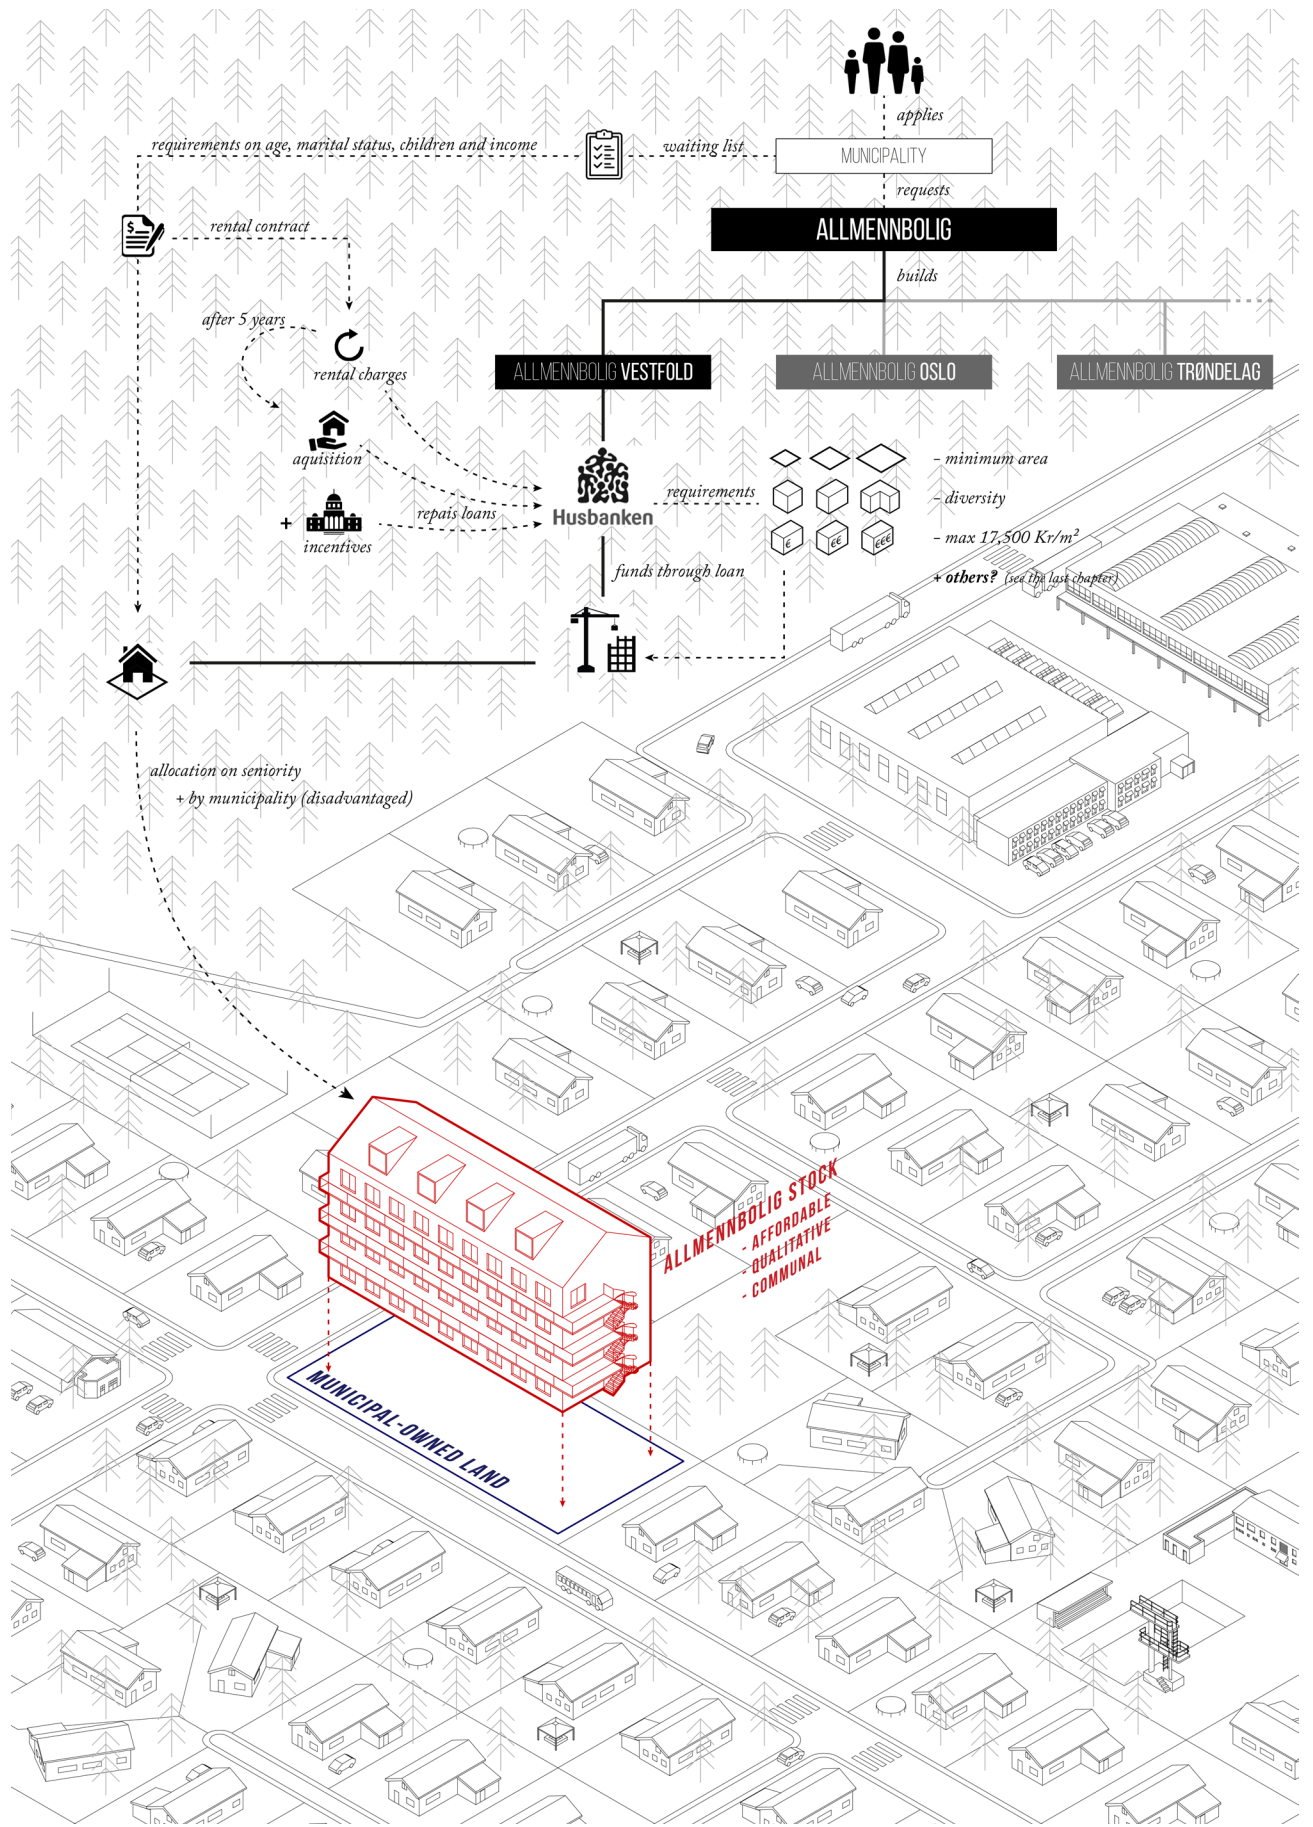 applies
requirements on age, marital status, children and income
waiting list
MUNICIPALITY
requests
ALLMENNBOLIG
rental contract
builds
after 5 years
rental charges
ALLMENNBOLIG VESTFOLD
ALLMENNBOLIG OSLO
ALLMENNBOLIG TRØNDELAG
aquisition
- minimum area
requirements
- diversity
repais loans
Husbanken
+
incentives
€ €€ €€€
- max 17,500 Kr/m²
funds through loan
+ others? (see the last chapter)
allocation on seniority
+ by municipality (disadvantaged)
ALLMENNBOLIG STOCK
- AFFORDABLE
- QUALITATIVE
- COMMUNAL
MUNICIPAL-OWNED LAND